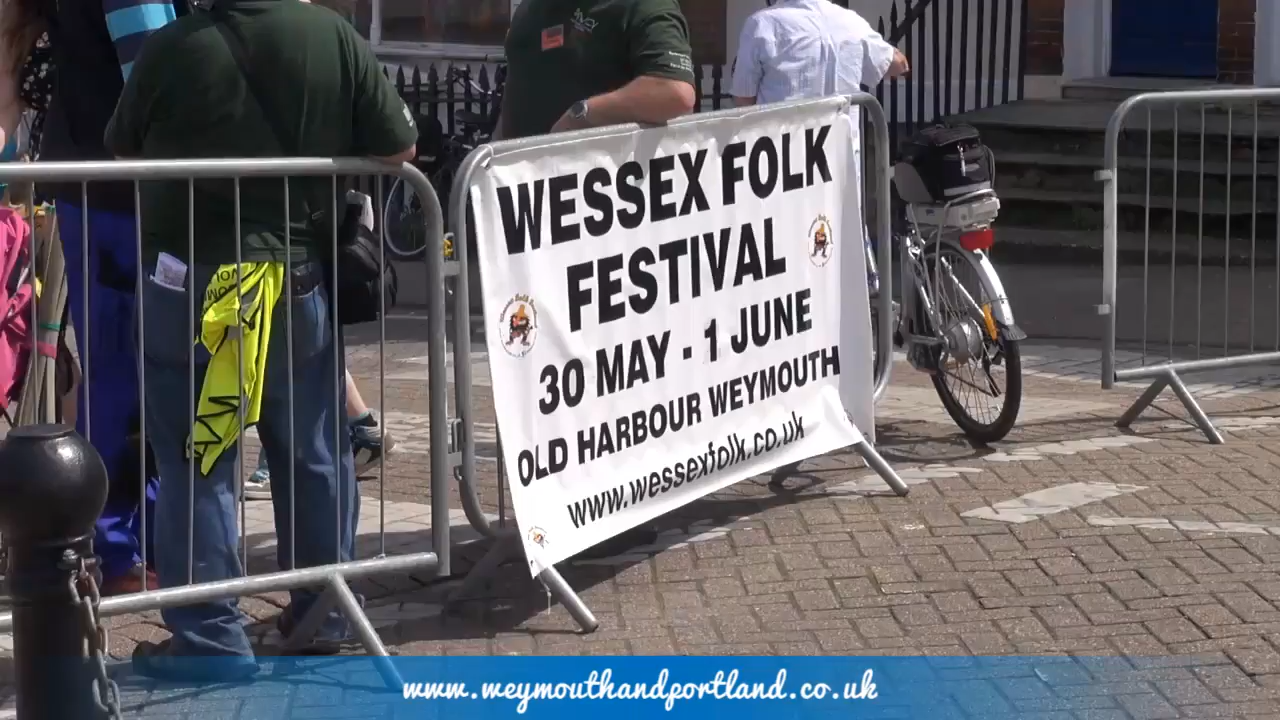 WESSEX FOLK
FESTIVAL
30 MAY - 1 JUNE
OLD HARBOUR WEYMOUTH
www.wessexfolk.co.uk
www.weymouthandportland.co.uk